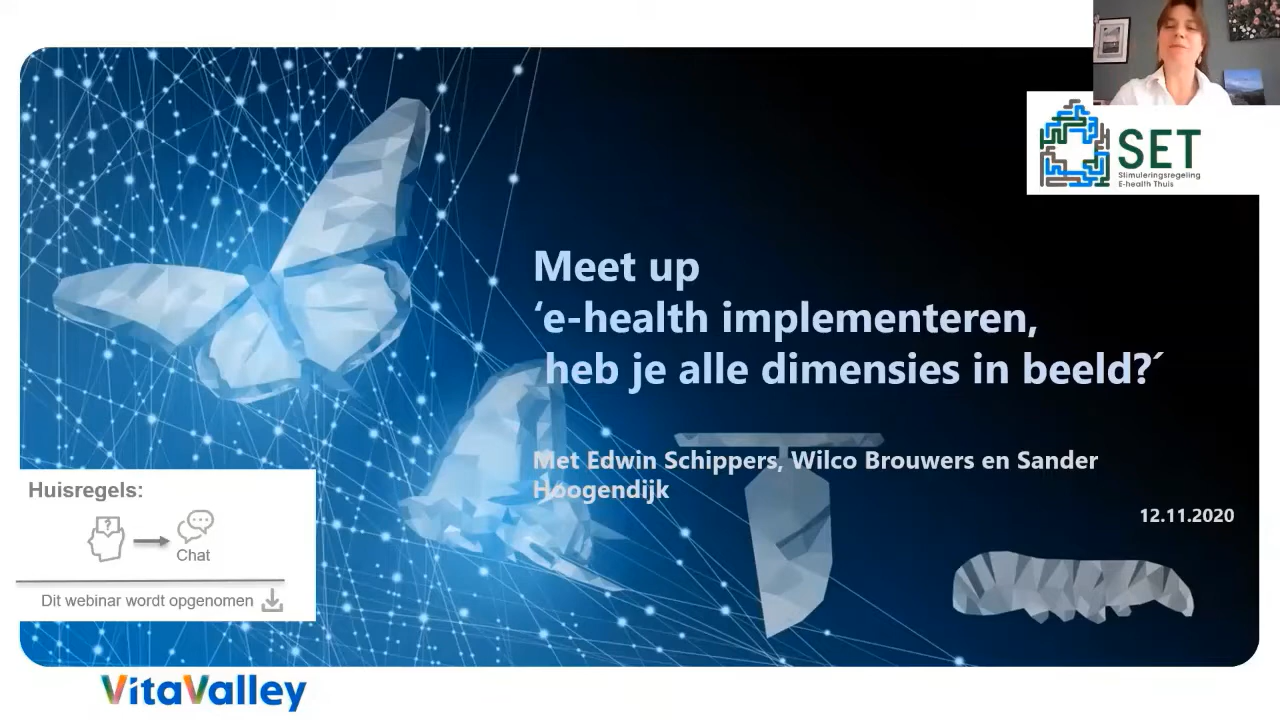 SET
Stimuleringsregeling
E-health Thuis
Meet up
‘e-health implementeren,
heb je alle dimensies in beeld?´
Met Edwin Schippers, Wilco Brouwers en Sander
Hoogendijk
12.11.2020
Huisregels:
?
Chat
Dit webinar wordt opgenomen
VitaValley